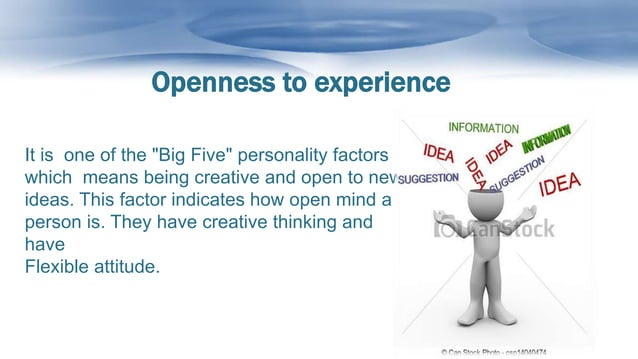 Openness to experience
It is one of the "Big Five" personality factors
which means being creative and open to new
ideas. This factor indicates how open mind a
person is. They have creative thinking and
have
Flexible attitude.
INFORMATION
INFORMATION
IDEA
IDEA
IDEA
SUGGESTION
SUGGESTION
IDEA
CanStock
© Can Stock Photo - csp14040474